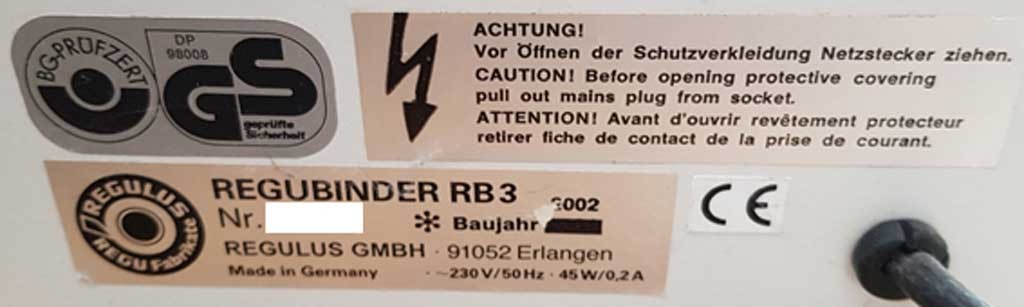 BG-PRÜFZERT
DP
98008
GS
geprüfte
Sicherheit
ACHTUNG!
Vor Öffnen der Schutzverkleidung Netzstecker ziehen.
CAUTION! Before opening protective covering
pull out mains plug from socket.
ATTENTION! Avant d'ouvrir revêtement protecteur
retirer fiche de contact de la prise de courant.
REGULUS
REGU Fabrikate
REGUBINDER RB3
Nr.
Baujahr 2002
REGULUS GMBH · 91052 Erlangen
Made in Germany · ~230V/50Hz · 45W/0,2A
CE